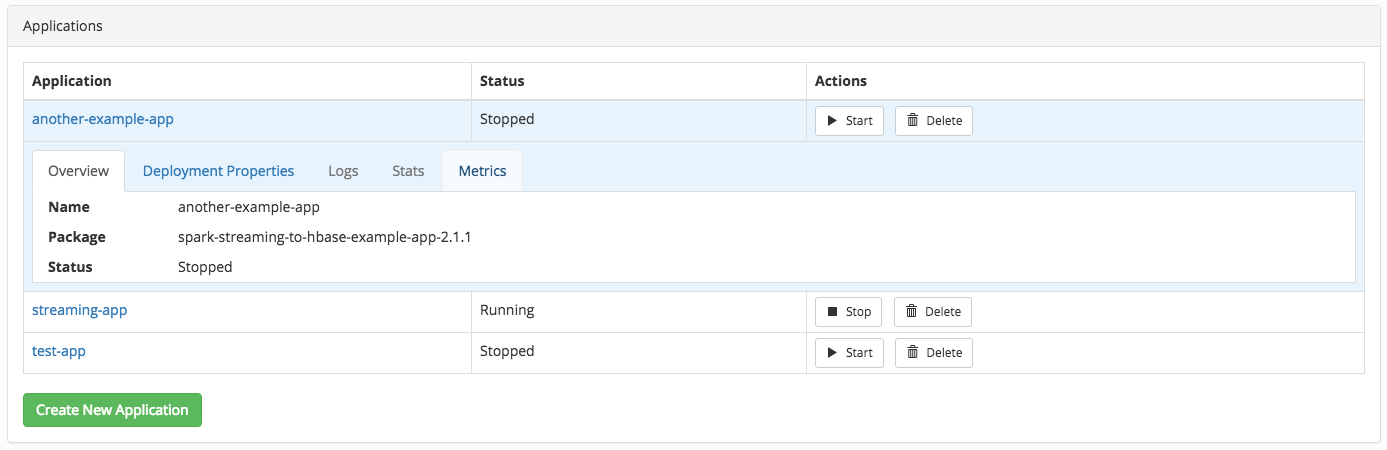 Applications
Application Status Actions
another-example-app Stopped Start Delete
Overview Deployment Properties Logs Stats Metrics
Name another-example-app
Package spark-streaming-to-hbase-example-app-2.1.1
Status Stopped
streaming-app Running Stop Delete
test-app Stopped Start Delete
Create New Application